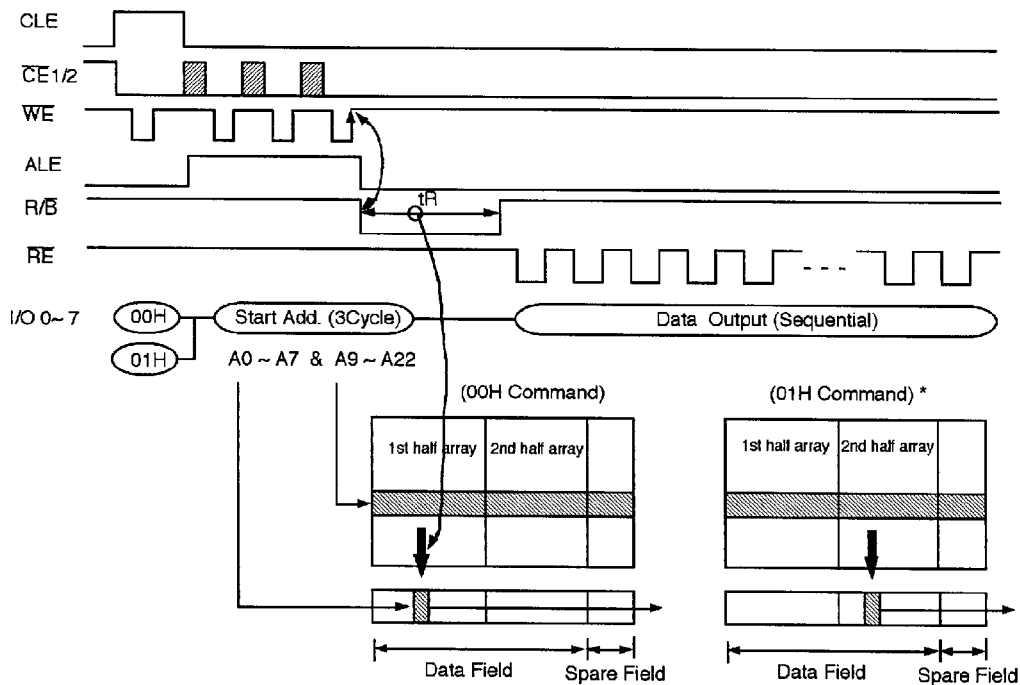 CLE
CE1/2
WE
ALE
R/B
tR
RE
- - -
I/O 0~7
00H
Start Add. (3Cycle)
Data Output (Sequential)
01H
A0 ~ A7 & A9 ~ A22
(00H Command)
(01H Command) *
1st half array
2nd half array
1st half array
2nd half array
Data Field
Spare Field
Data Field
Spare Field